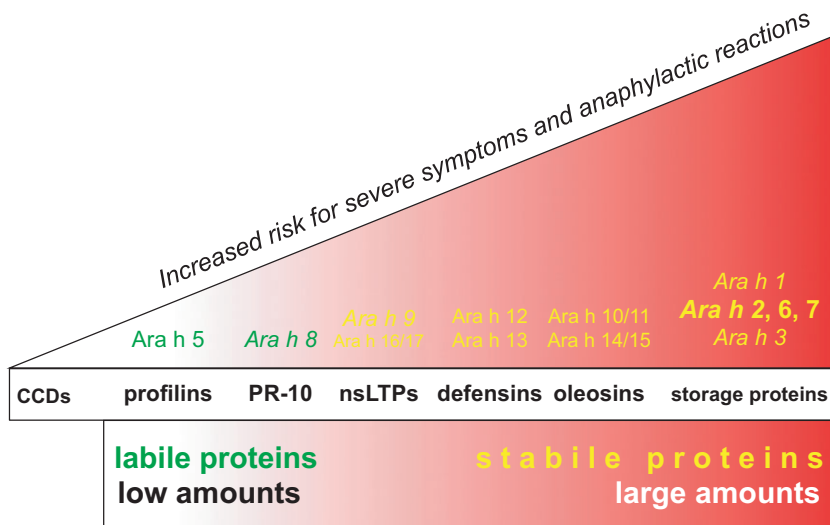 Increased risk for severe symptoms and anaphylactic reactions
Ara h 1
Ara h 5 Ara h 8 Ara h 9 Ara h 12 Ara h 10/11 Ara h 2, 6, 7
Ara h 16/17 Ara h 13 Ara h 14/15 Ara h 3
CCDs profilins PR-10 nsLTPs defensins oleosins storage proteins
labile proteins stabile proteins
low amounts large amounts